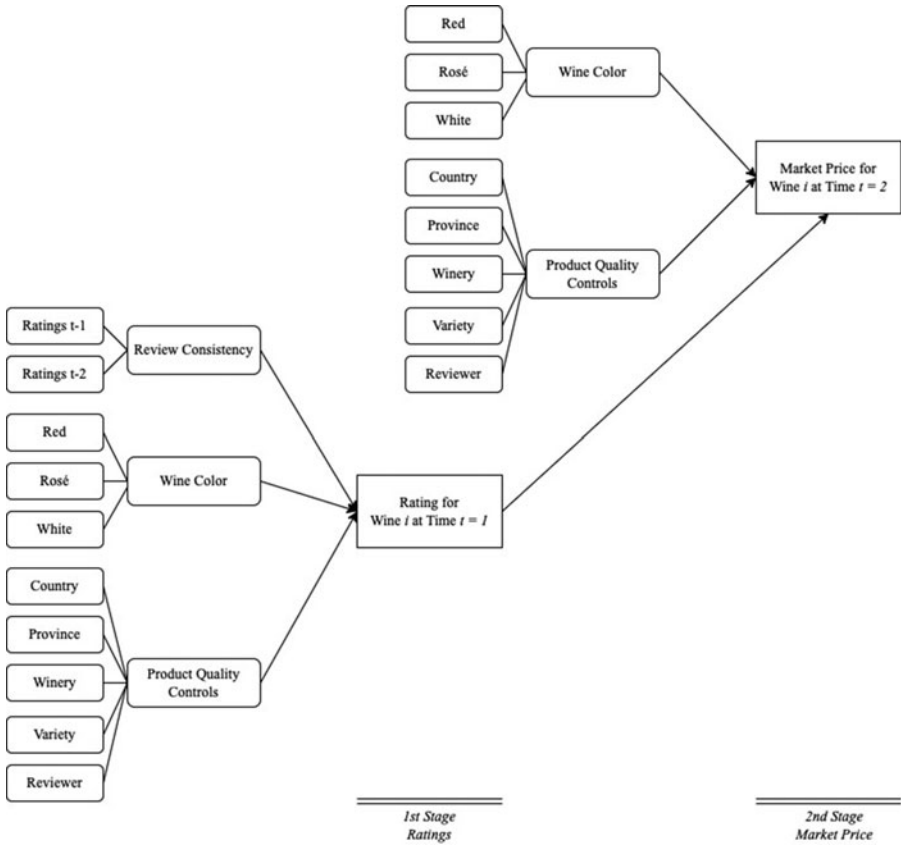 Red
Rosé
White
Wine Color
Country
Province
Winery
Variety
Reviewer
Product Quality
Controls
Market Price for
Wine i at Time t = 2
Ratings t-1
Ratings t-2
Review Consistency
Red
Rosé
White
Wine Color
Country
Province
Winery
Variety
Reviewer
Product Quality
Controls
Rating for
Wine i at Time t = 1
1st Stage
Ratings
2nd Stage
Market Price